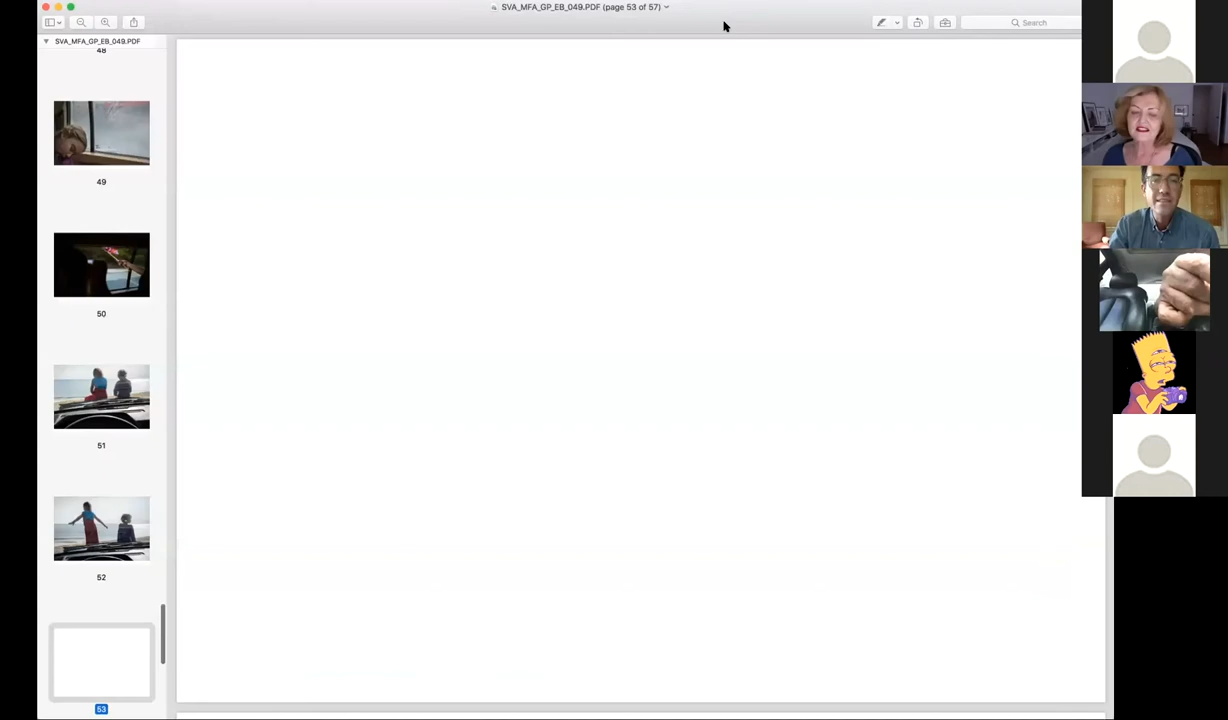 SVA_MFA_GP_EB_049.PDF (page 53 of 57)
Search
SVA_MFA_GP_EB_049.PDF
48
49
50
51
52
53